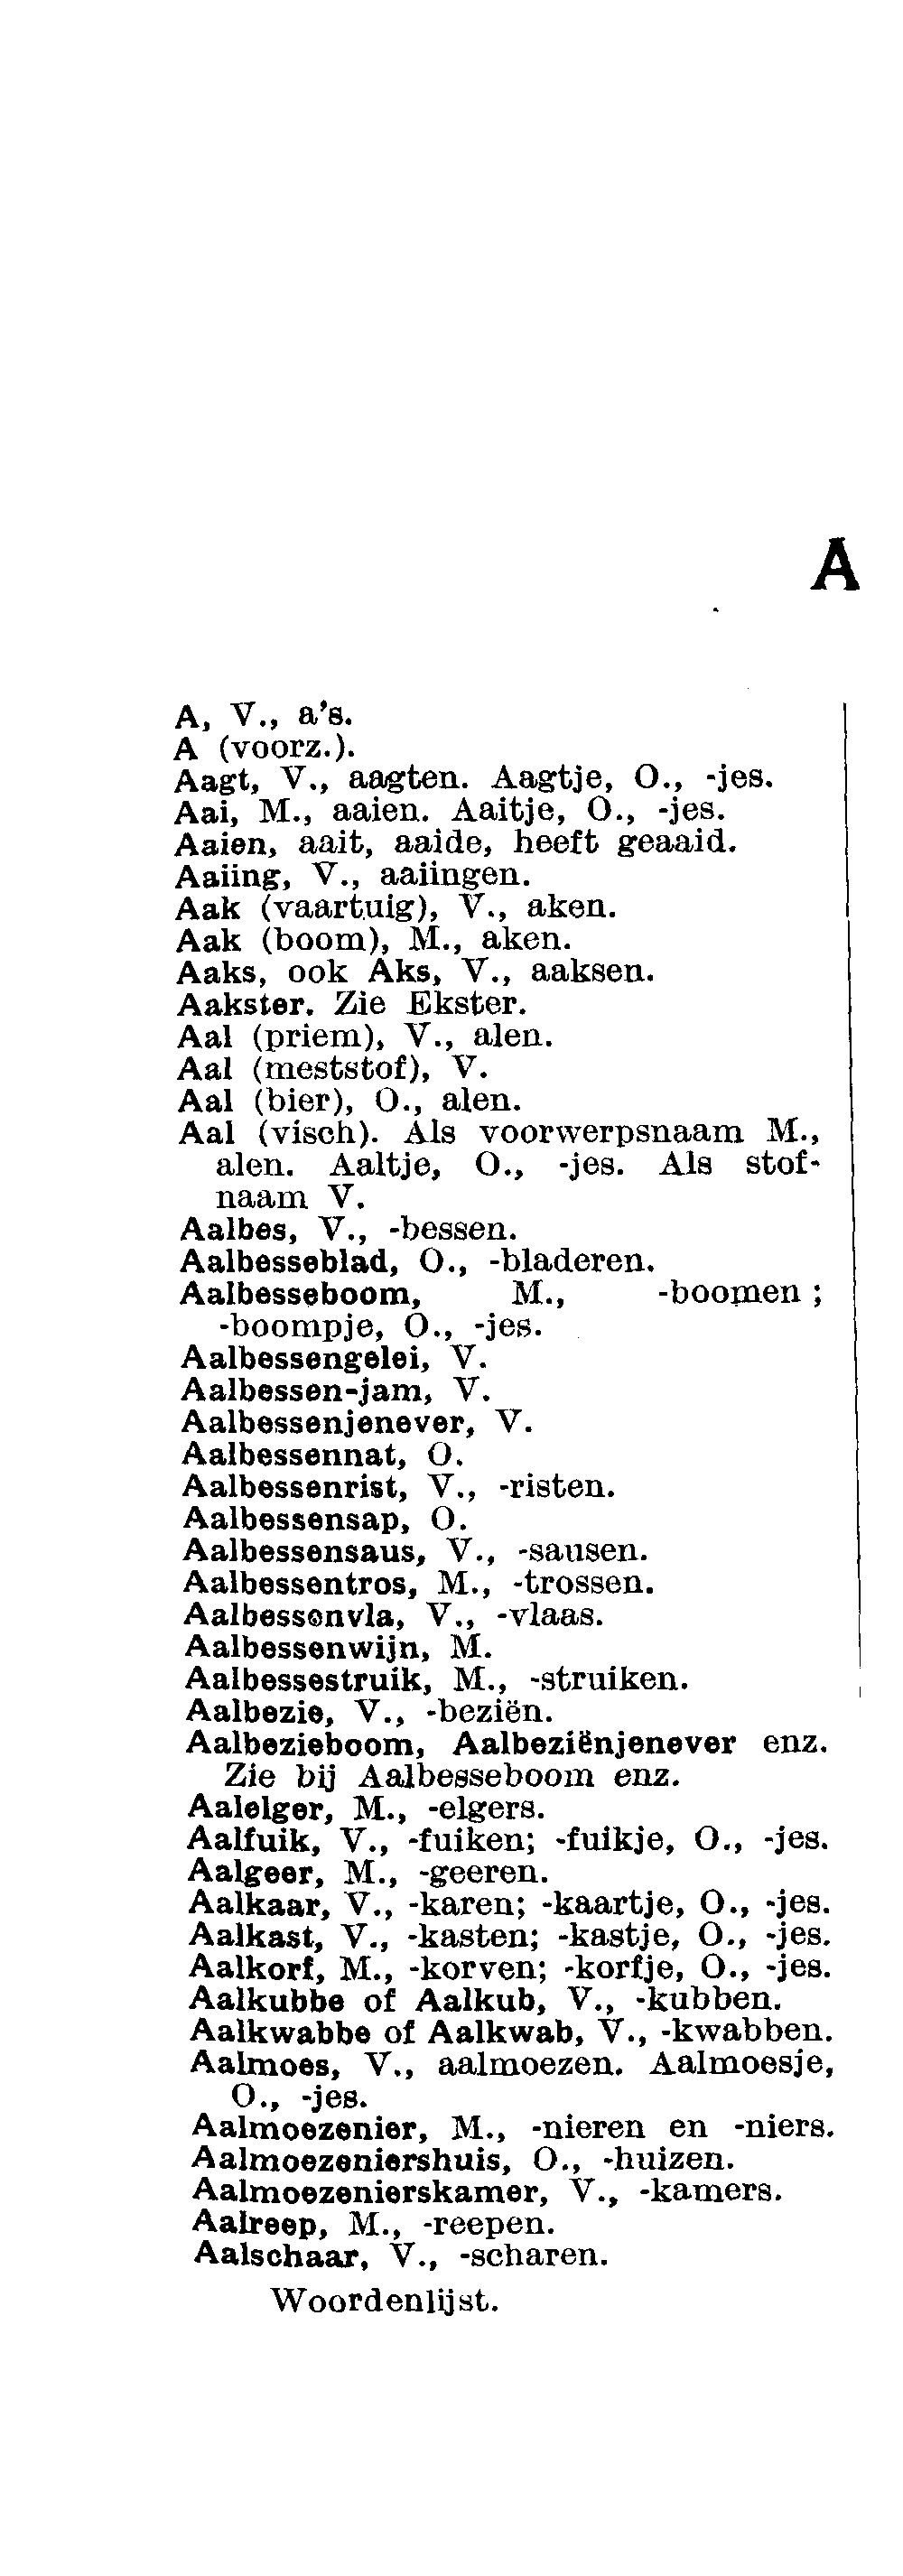 A
A, V., a's.
A (voorz.).
Aagt, V., aagten. Aagtje, O., -jes.
Aai, M., aaien. Aaitje, O., -jes.
Aaien, aait, aaide, heeft geaaid.
Aaiing, V., aaiingen.
Aak (vaartuig), V., aken.
Aak (boom), M., aken.
Aaks, ook Aks, V., aaksen.
Aakster. Zie Ekster.
Aal (priem), V., alen.
Aal (meststof), V.
Aal (bier), O., alen.
Aal (visch). Als voorwerpsnaam M.,
alen. Aaltje, O., -jes. Als stof-
naam V.
Aalbes, V., -bessen.
Aalbesseblad, O., -bladeren.
Aalbesseboom, M., -boomen;
-boompje, O., -jes.
Aalbessengelei, V.
Aalbessen-jam, V.
Aalbessenjenever, V.
Aalbessennat, O.
Aalbessenrist, V., -risten.
Aalbessensap, O.
Aalbessensaus, V., -sausen.
Aalbessentros, M., -trossen.
Aalbessenvla, V., -vlaas.
Aalbessenwijn, M.
Aalbessestruik, M., -struiken.
Aalbezie, V., -beziën.
Aalbezieboom, Aalbeziënjenever enz.
Zie bij Aalbesseboom enz.
Aalelger, M., -elgers.
Aalfuik, V., -fuiken; -fuikje, O., -jes.
Aalgeer, M., -geeren.
Aalkaar, V., -karen; -kaartje, O., -jes.
Aalkast, V., -kasten; -kastje, O., -jes.
Aalkorf, M., -korven; -korfje, O., -jes.
Aalkubbe of Aalkub, V., -kubben.
Aalkwabbe of Aalkwab, V., -kwabben.
Aalmoes, V., aalmoezen. Aalmoesje,
O., -jes.
Aalmoezenier, M., -nieren en -niers.
Aalmoezeniershuis, O., -huizen.
Aalmoezenierskamer, V., -kamers.
Aalreep, M., -reepen.
Aalschaar, V., -scharen.
Woordenlijst.